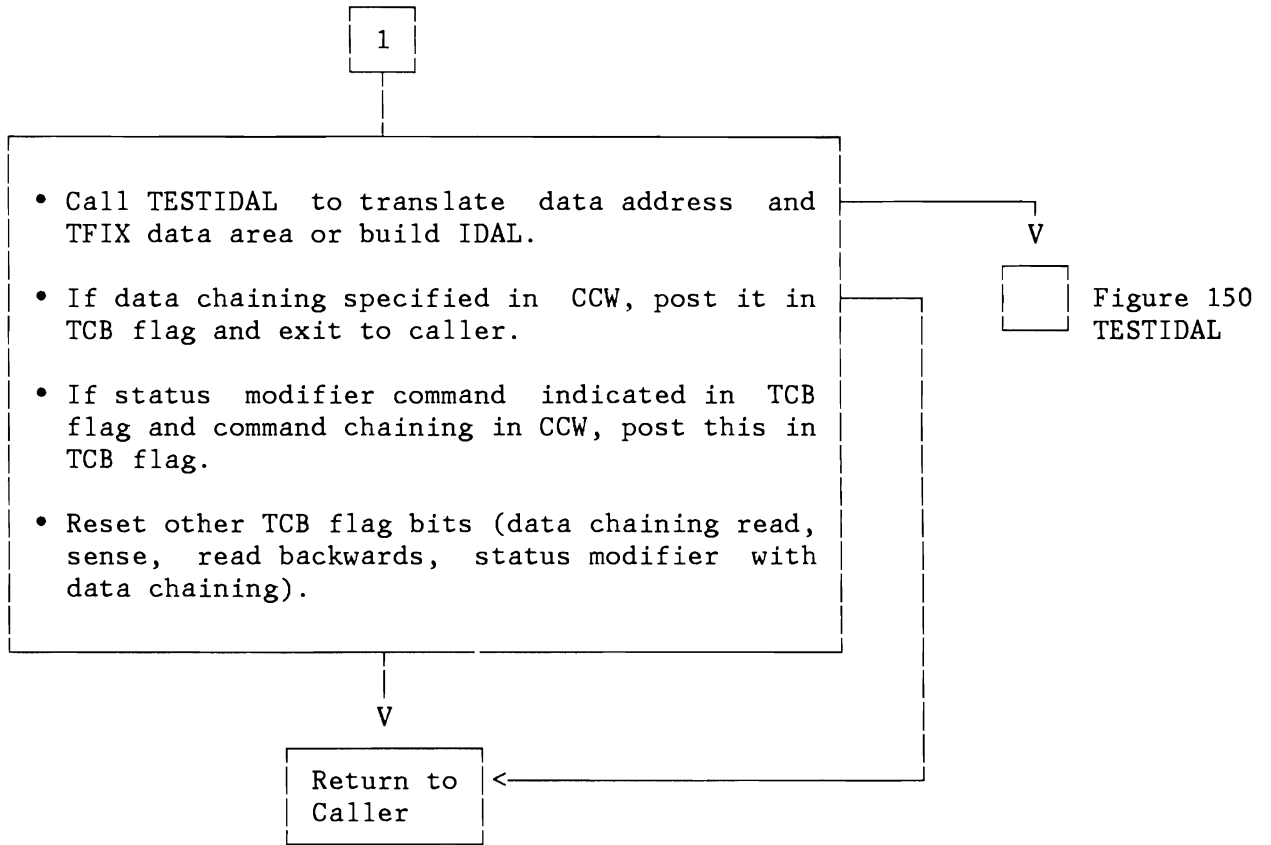 1
• Call TESTIDAL to translate data address and
TFIX data area or build IDAL.
V
Figure 150
TESTIDAL
• If data chaining specified in CCW, post it in
TCB flag and exit to caller.
• If status modifier command indicated in TCB
flag and command chaining in CCW, post this in
TCB flag.
• Reset other TCB flag bits (data chaining read,
sense, read backwards, status modifier with
data chaining).
V
Return to <
Caller